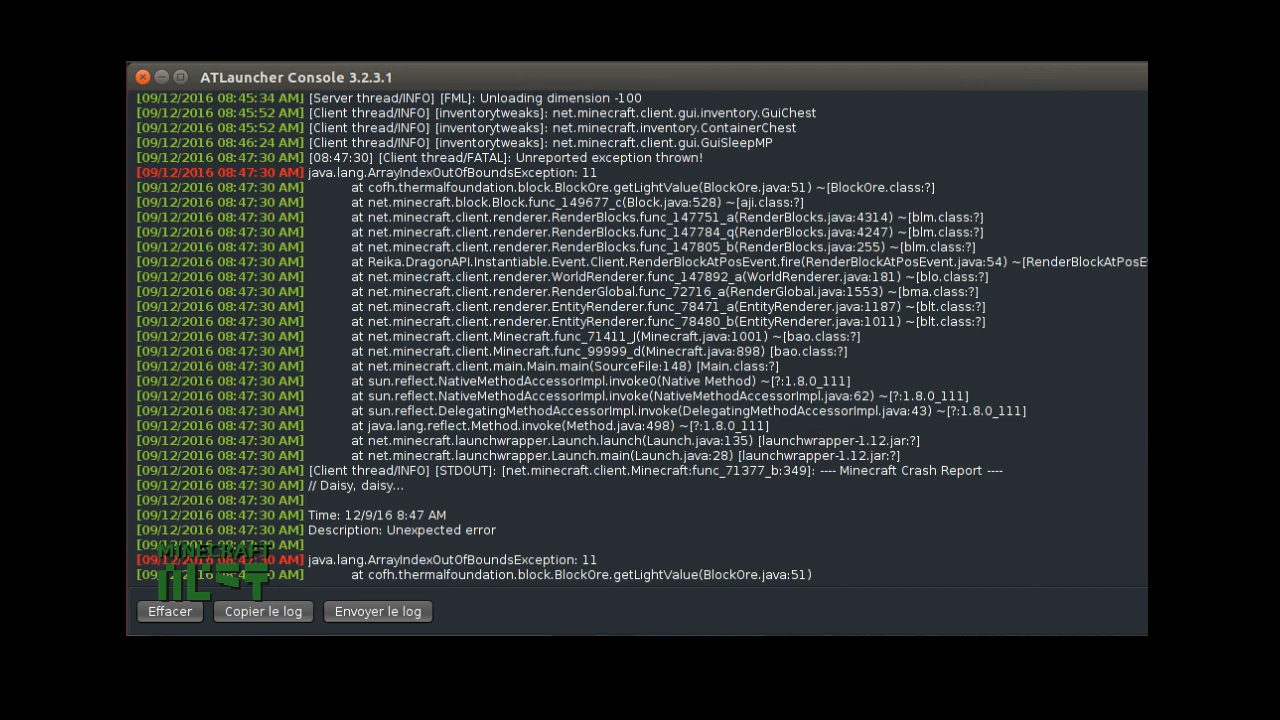 ATLauncher Console 3.2.3.1
[09/12/2016 08:45:34 AM] [Server thread/INFO] [FML]: Unloading dimension -100
[09/12/2016 08:45:52 AM] [Client thread/INFO] [inventorytweaks]: net.minecraft.client.gui.inventory.GuiChest
[09/12/2016 08:45:52 AM] [Client thread/INFO] [inventorytweaks]: net.minecraft.inventory.ContainerChest
[09/12/2016 08:46:24 AM] [Client thread/INFO] [inventorytweaks]: net.minecraft.client.gui.GuiSleepMP
[09/12/2016 08:47:30 AM] [08:47:30] [Client thread/FATAL]: Unreported exception thrown!
[09/12/2016 08:47:30 AM] java.lang.ArrayIndexOutOfBoundsException: 11
[09/12/2016 08:47:30 AM] at cofh.thermalfoundation.block.BlockOre.getLightValue(BlockOre.java:51) ~[BlockOre.class:?]
[09/12/2016 08:47:30 AM] at net.minecraft.block.Block.func_149677_c(Block.java:528) ~[aji.class:?]
[09/12/2016 08:47:30 AM] at net.minecraft.client.renderer.RenderBlocks.func_147751_a(RenderBlocks.java:4314) ~[blm.class:?]
[09/12/2016 08:47:30 AM] at net.minecraft.client.renderer.RenderBlocks.func_147784_q(RenderBlocks.java:4247) ~[blm.class:?]
[09/12/2016 08:47:30 AM] at net.minecraft.client.renderer.RenderBlocks.func_147805_b(RenderBlocks.java:255) ~[blm.class:?]
[09/12/2016 08:47:30 AM] at Reika.DragonAPI.Instantiable.Event.Client.RenderBlockAtPosEvent.fire(RenderBlockAtPosEvent.java:54) ~[RenderBlockAtPosE
[09/12/2016 08:47:30 AM] at net.minecraft.client.renderer.WorldRenderer.func_147892_a(WorldRenderer.java:181) ~[blo.class:?]
[09/12/2016 08:47:30 AM] at net.minecraft.client.renderer.RenderGlobal.func_72716_a(RenderGlobal.java:1553) ~[bma.class:?]
[09/12/2016 08:47:30 AM] at net.minecraft.client.renderer.EntityRenderer.func_78471_a(EntityRenderer.java:1187) ~[blt.class:?]
[09/12/2016 08:47:30 AM] at net.minecraft.client.renderer.EntityRenderer.func_78480_b(EntityRenderer.java:1011) ~[blt.class:?]
[09/12/2016 08:47:30 AM] at net.minecraft.client.Minecraft.func_71411_J(Minecraft.java:1001) ~[bao.class:?]
[09/12/2016 08:47:30 AM] at net.minecraft.client.Minecraft.func_99999_d(Minecraft.java:898) [bao.class:?]
[09/12/2016 08:47:30 AM] at net.minecraft.client.main.Main.main(SourceFile:148) [Main.class:?]
[09/12/2016 08:47:30 AM] at sun.reflect.NativeMethodAccessorImpl.invoke0(Native Method) ~[?:1.8.0_111]
[09/12/2016 08:47:30 AM] at sun.reflect.NativeMethodAccessorImpl.invoke(NativeMethodAccessorImpl.java:62) ~[?:1.8.0_111]
[09/12/2016 08:47:30 AM] at sun.reflect.DelegatingMethodAccessorImpl.invoke(DelegatingMethodAccessorImpl.java:43) ~[?:1.8.0_111]
[09/12/2016 08:47:30 AM] at java.lang.reflect.Method.invoke(Method.java:498) ~[?:1.8.0_111]
[09/12/2016 08:47:30 AM] at net.minecraft.launchwrapper.Launch.launch(Launch.java:135) [launchwrapper-1.12.jar:?]
[09/12/2016 08:47:30 AM] at net.minecraft.launchwrapper.Launch.main(Launch.java:28) [launchwrapper-1.12.jar:?]
[09/12/2016 08:47:30 AM] [Client thread/INFO] [STDOUT]: [net.minecraft.client.Minecraft:func_71377_b:349]: ---- Minecraft Crash Report ----
[09/12/2016 08:47:30 AM] // Daisy, daisy...
[09/12/2016 08:47:30 AM]
[09/12/2016 08:47:30 AM] Time: 12/9/16 8:47 AM
[09/12/2016 08:47:30 AM] Description: Unexpected error
[09/12/2016 08:47:30 AM]
[09/12/2016 08:47:30 AM] java.lang.ArrayIndexOutOfBoundsException: 11
[09/12/2016 08:47:30 AM] at cofh.thermalfoundation.block.BlockOre.getLightValue(BlockOre.java:51)
MINECRAFT
Effacer Copier le log Envoyer le log